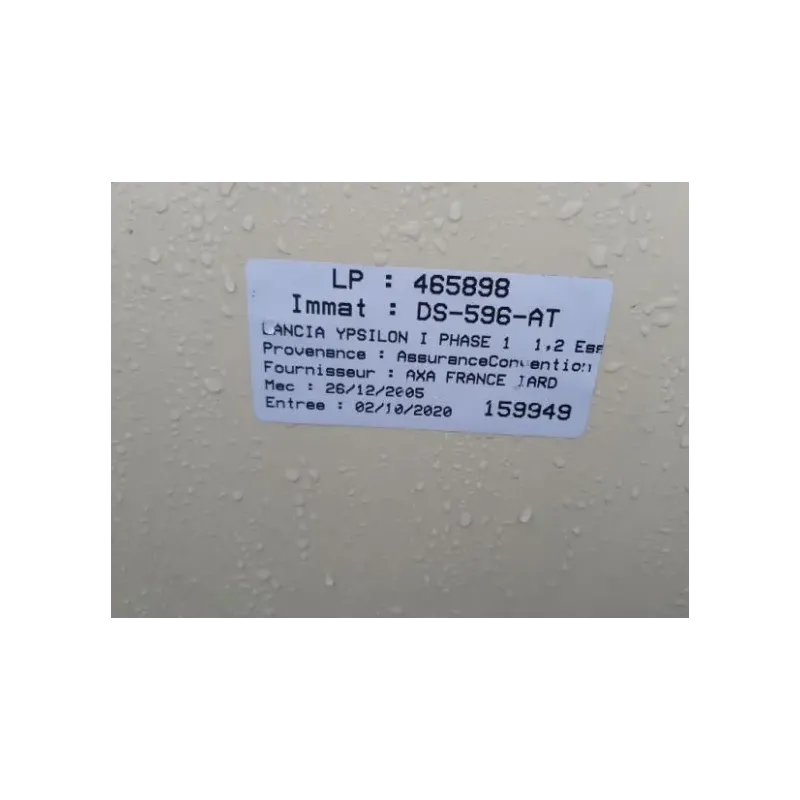 LP : 465898
Immat : DS-596-AT
LANCIA YPSILON I PHASE 1 1,2 Ess
Provenance : AssuranceConvention
Fournisseur : AXA FRANCE IARD
Mec : 26/12/2005
Entree : 02/10/2020 159949